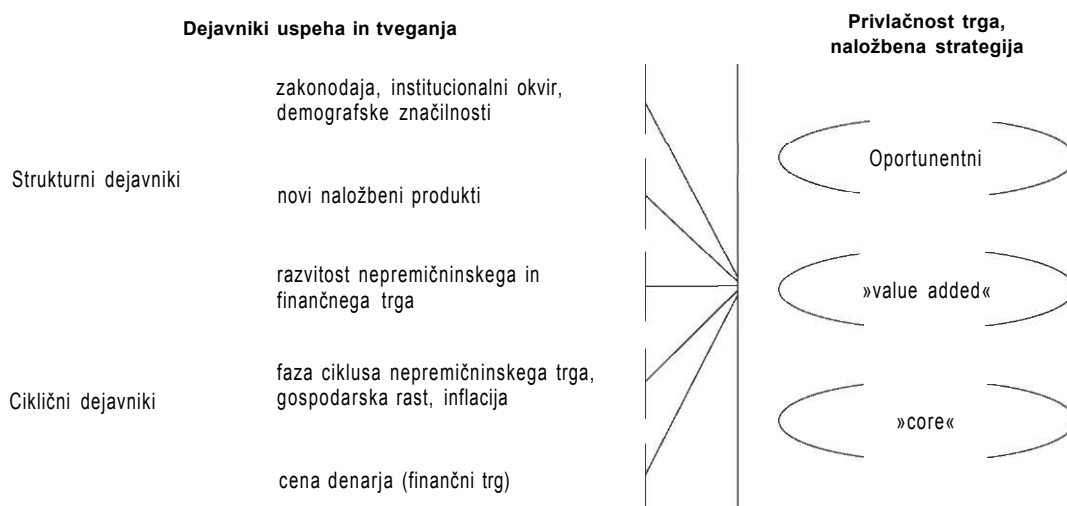 Dejavniki uspeha in tveganja
Privlačnost trga,
naložbena strategija
zakonodaja, institucionalni okvir,
demografske značilnosti
Strukturni dejavniki
novi naložbeni produkti
razvitost nepremičninskega in
finančnega trga
Ciklični dejavniki
faza ciklusa nepremičninskega trga,
gospodarska rast, inflacija
cena denarja (finančni trg)
Oportunentni
»value added«
»core«